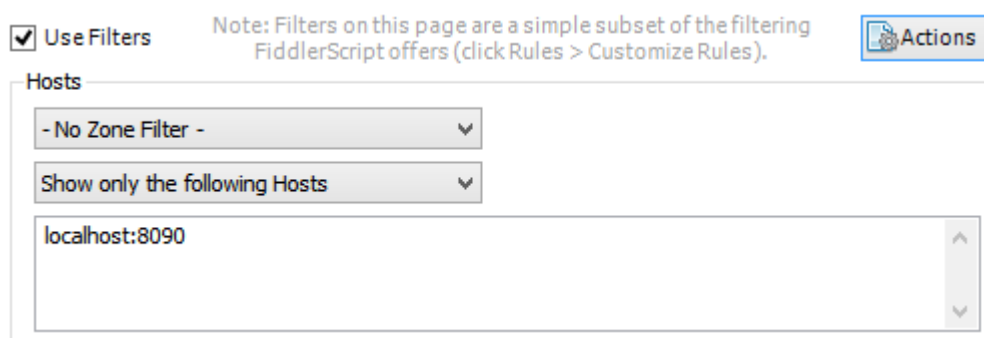 Use Filters
Note: Filters on this page are a simple subset of the filtering
FiddlerScript offers (click Rules > Customize Rules).
Actions
Hosts
- No Zone Filter -
Show only the following Hosts
localhost:8090